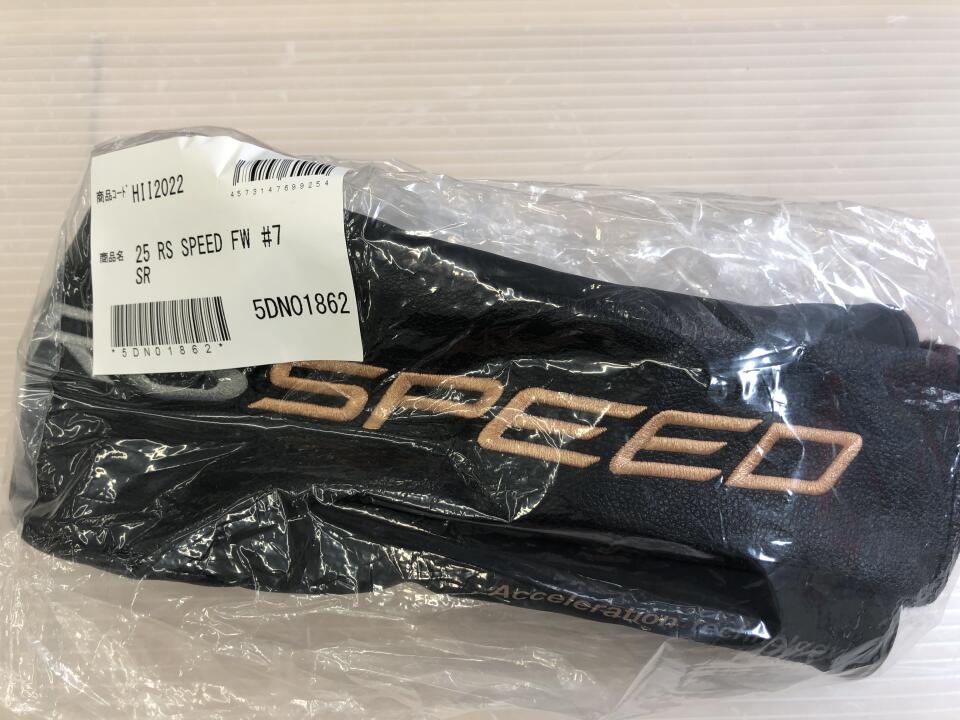 商品コード HII2022
4573147699254
商品名 25 RS SPEED FW #7
SR
5DN01862
*5DN01862*
SPEED
Acceleration Technology